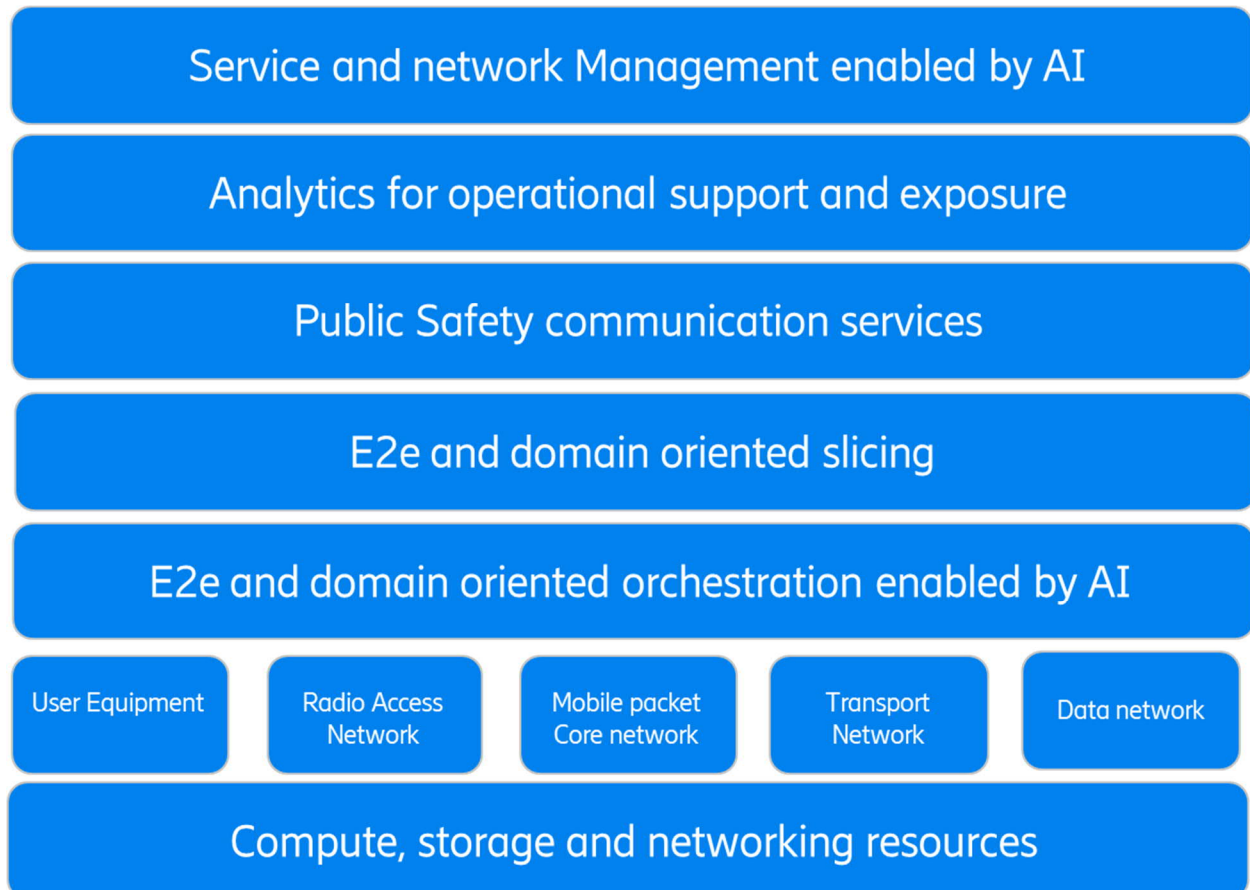 Service and network Management enabled by AI
Analytics for operational support and exposure
Public Safety communication services
E2e and domain oriented slicing
E2e and domain oriented orchestration enabled by AI
User Equipment
Radio Access
Network
Mobile packet
Core network
Transport
Network
Data network
Compute, storage and networking resources